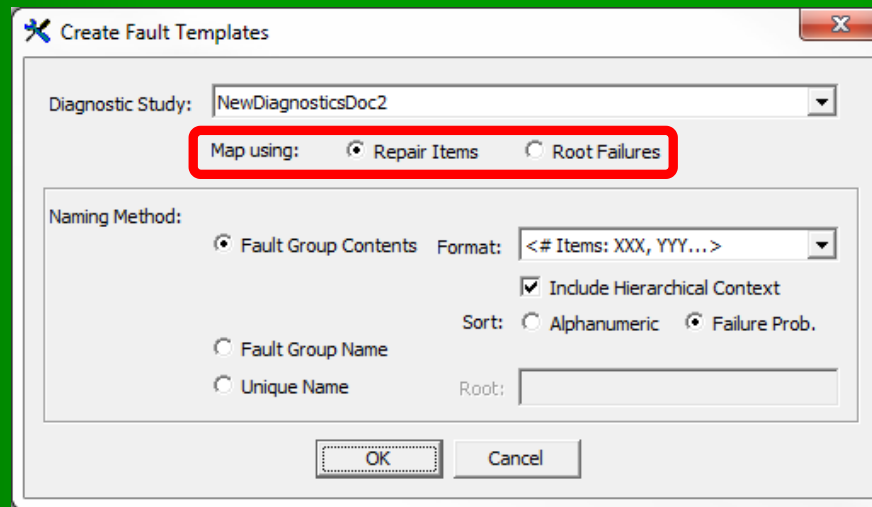 Create Fault Templates
Diagnostic Study: NewDiagnosticsDoc2
Map using: Repair Items Root Failures
Naming Method:
Fault Group Contents Format: <# Items: XXX, YYY...>
Include Hierarchical Context
Sort: Alphanumeric Failure Prob.
Fault Group Name
Unique Name Root:
OK Cancel